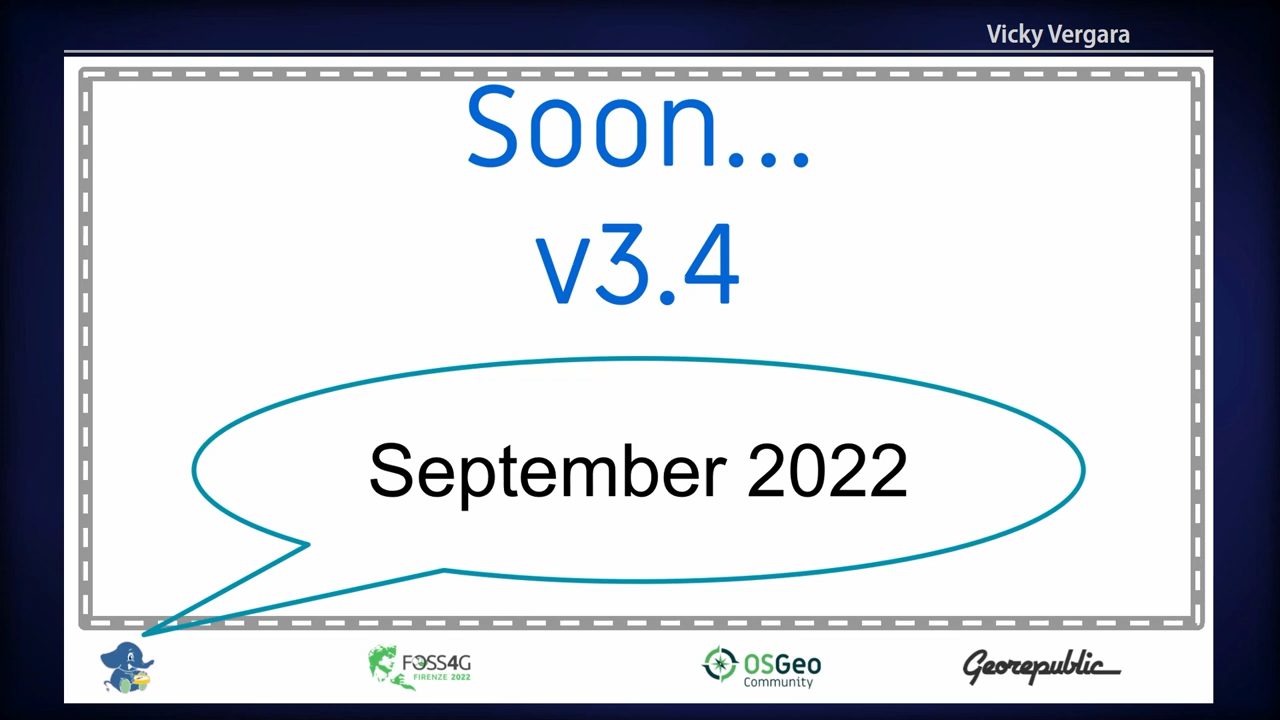 Vicky Vergara
Soon...
v3.4
September 2022
FOSS4G
FIRENZE 2022
OSGeo
Community
Georepublic